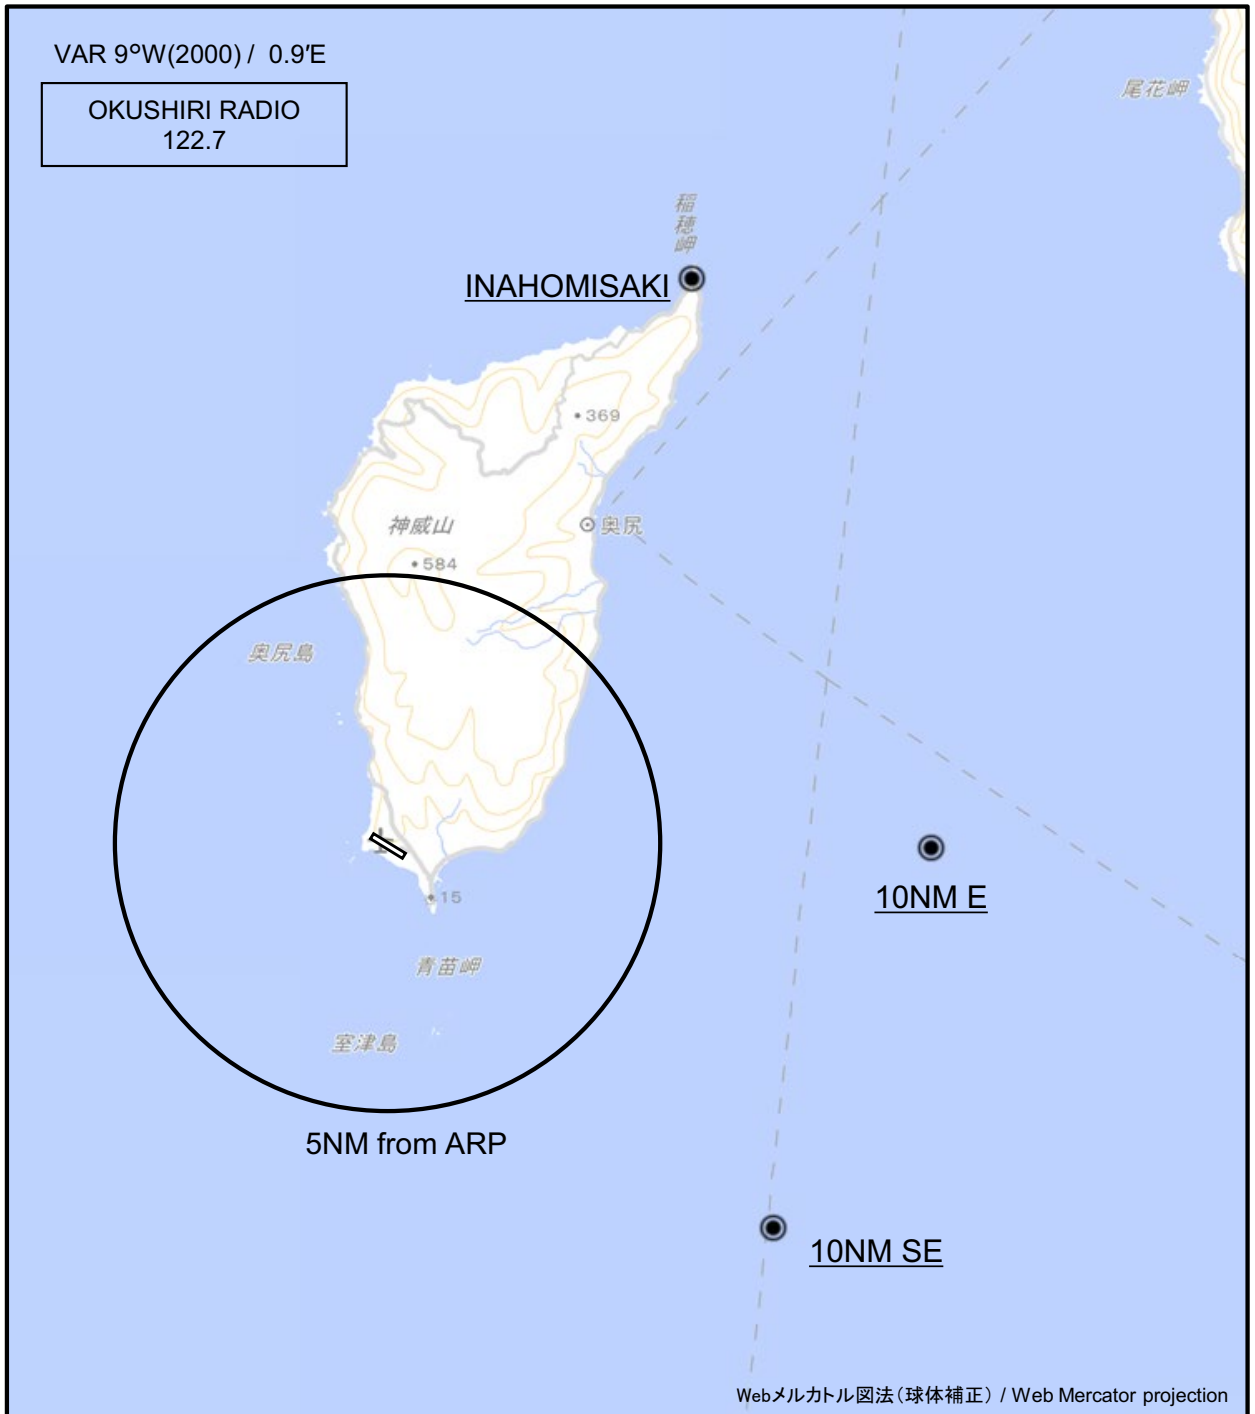 VAR 9°W(2000) / 0.9'E
OKUSHIRI RADIO
122.7
尾花岬
稲穂岬
INAHOMISAKI
369
奥尻
神威山
584
奥尻島
10NM E
15
青苗岬
室津島
5NM from ARP
10NM SE
Webメルカトル図法(球体補正) / Web Mercator projection